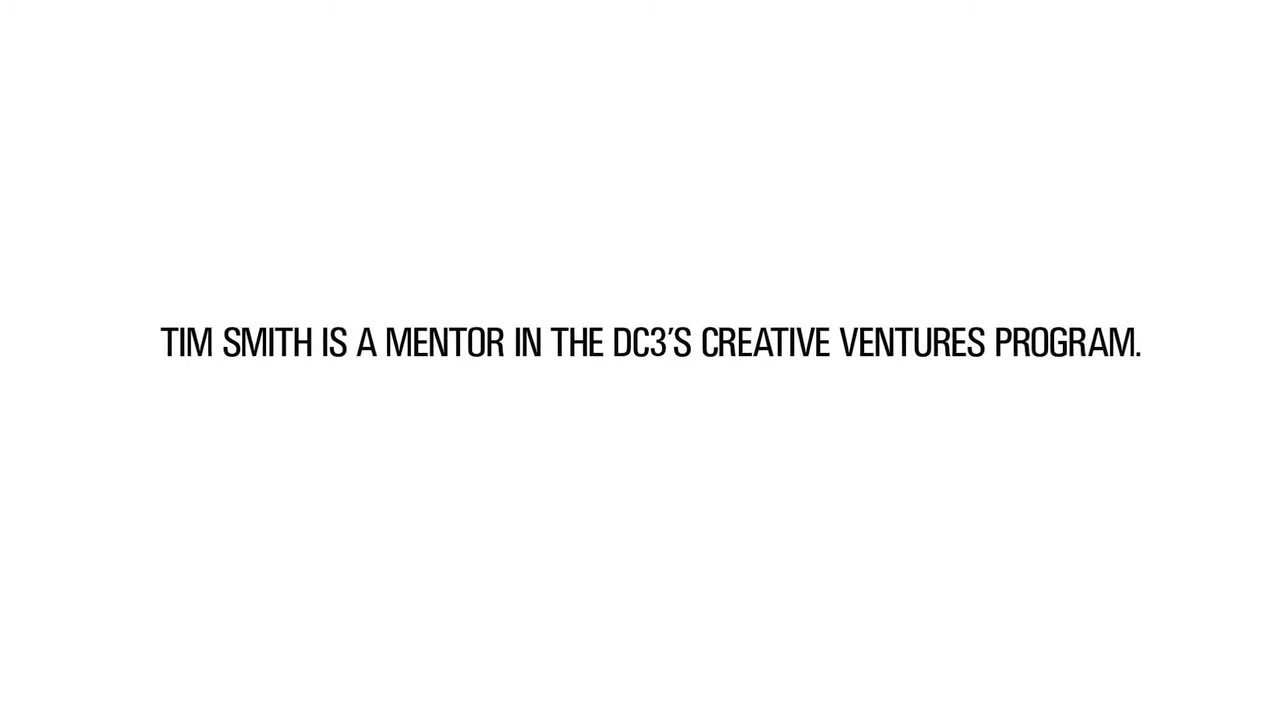 TIM SMITH IS A MENTOR IN THE DC3'S CREATIVE VENTURES PROGRAM.